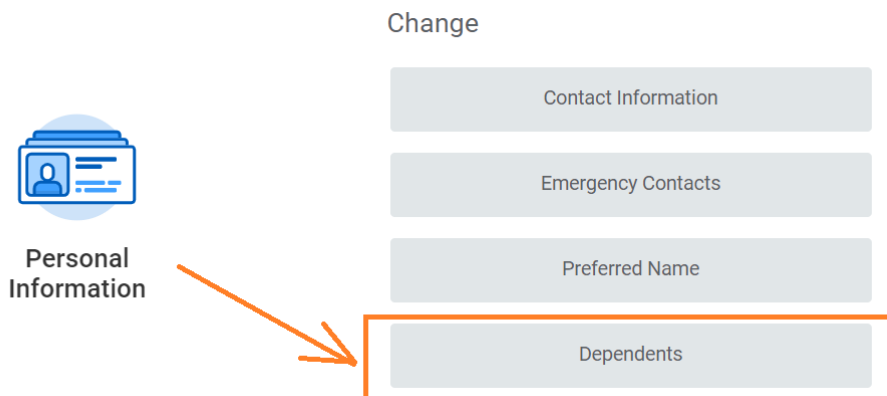 Change
Contact Information
Emergency Contacts
Personal
Information
Preferred Name
Dependents